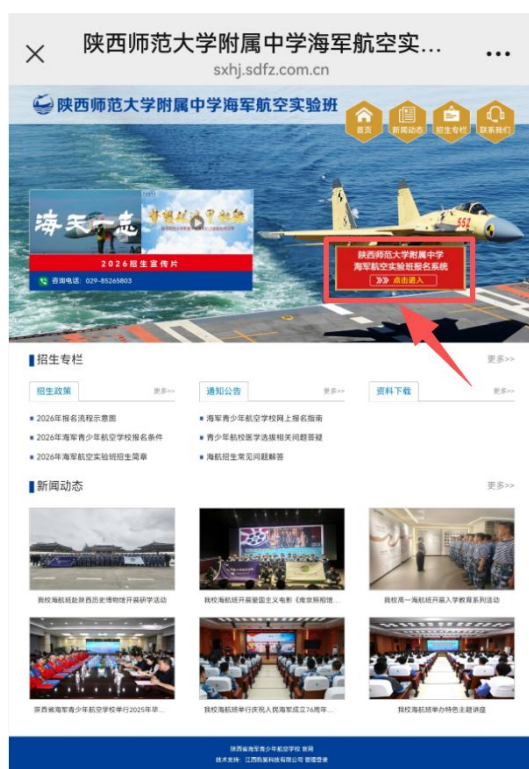 陕西师范大学附属中学海军航空实...
sxhj.sdfz.com.cn
陕西师范大学附属中学海军航空实验班
首页
新闻动态
招生专栏
联系我们
海天一志
552
2026招生宣传片
咨询电话：029-85265803
陕西师范大学附属中学
海军航空实验班报名系统
点击进入
招生专栏
更多>>
招生政策
更多>>
通知公告
更多>>
资料下载
更多>>
2026年报名流程示意图
2026年海军青少年航空学校报名条件
2026年海军航空实验班招生简章
海军青少年航空学校网上报名指南
青少年航校医学选拔相关问题答疑
海航招生常见问题解答
新闻动态
更多>>
我校海航班赴陕西历史博物馆开展研学活动
我校海航班开展爱国主义电影《南京照相馆...
我校高一海航班开展入学教育系列活动
陕西省海军青少年航空学校举行2025年毕...
我校海航班举行庆祝人民海军成立76周年...
我校海航班举办特色主题讲座
陕西省海军青少年航空学校 官网